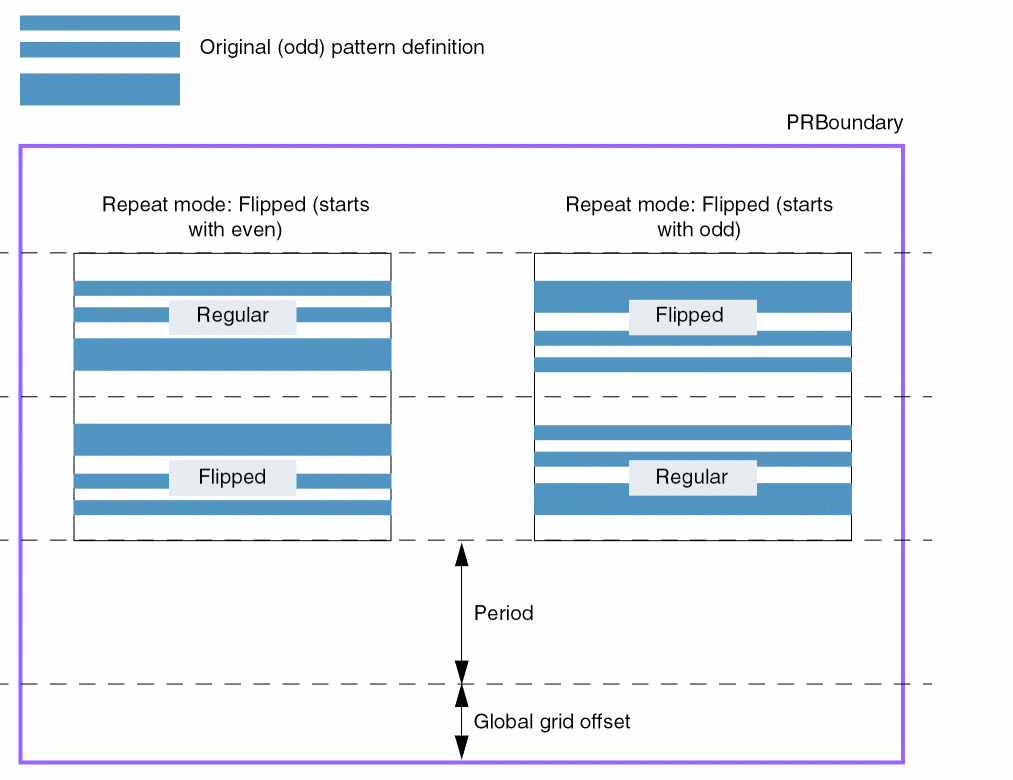 Original (odd) pattern definition
PRBoundary
Repeat mode: Flipped (starts
with even)
Repeat mode: Flipped (starts
with odd)
Regular
Flipped
Flipped
Regular
Period
Global grid offset